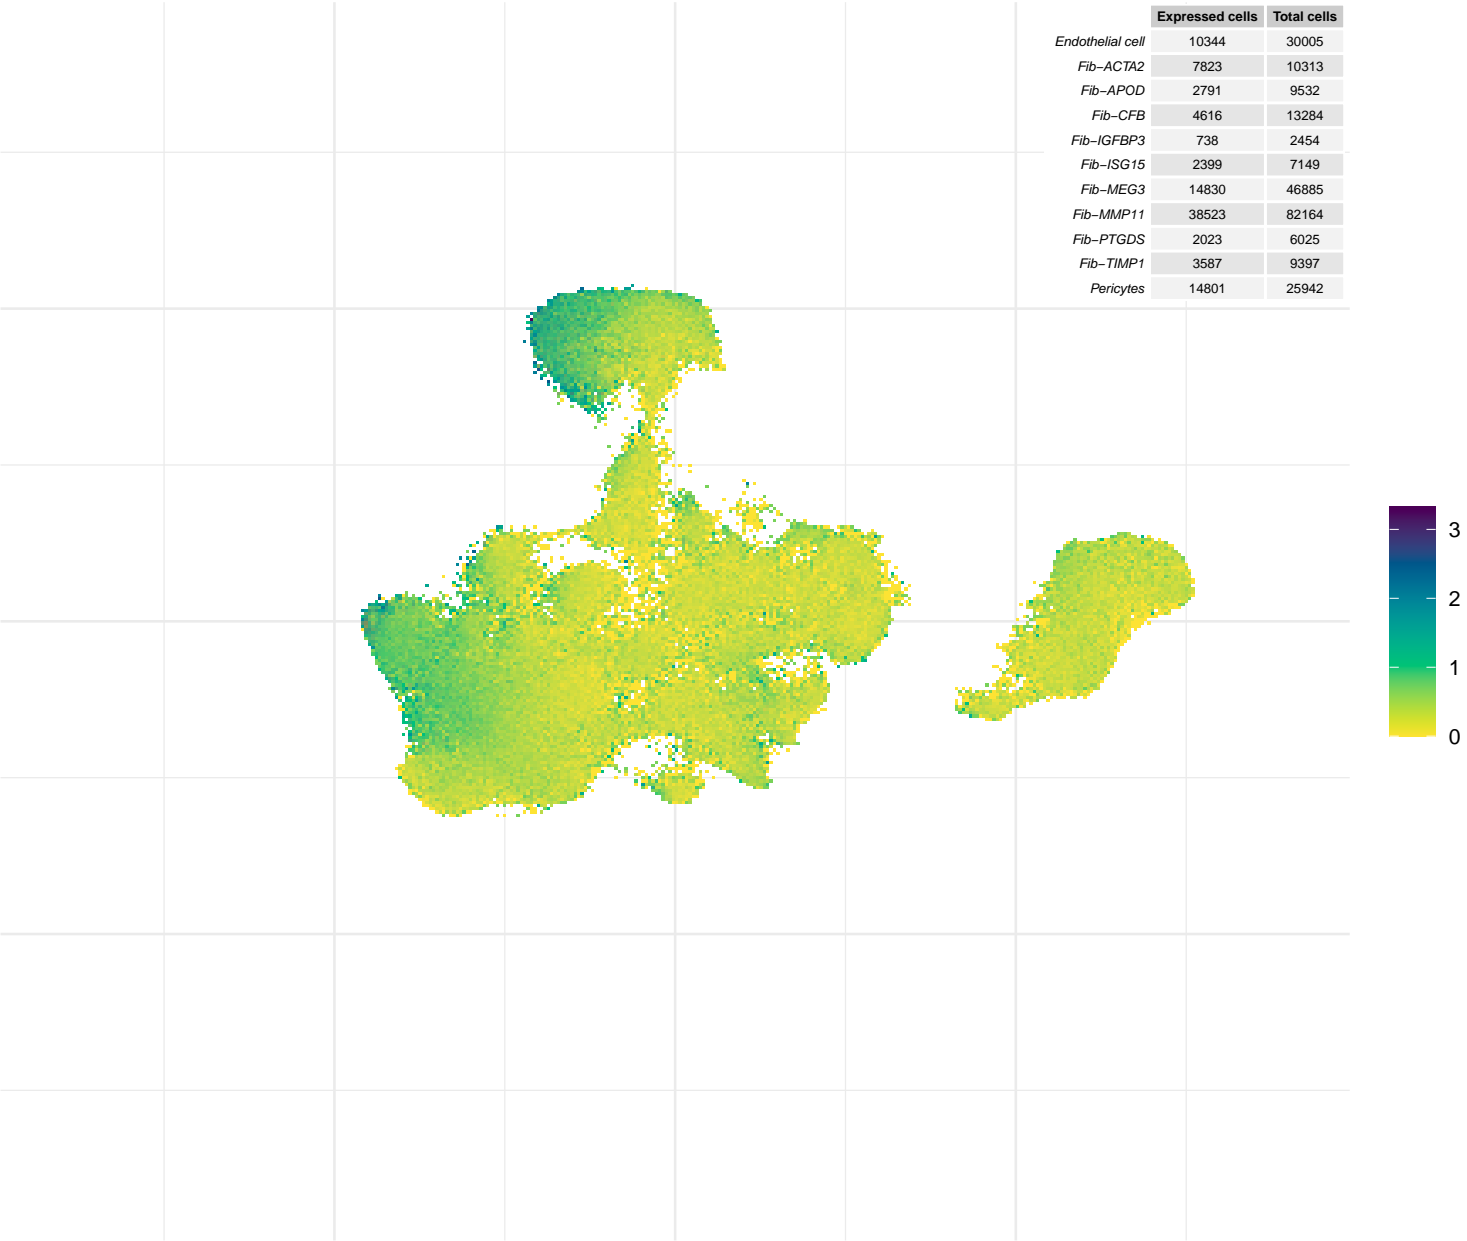 Expressed cells Total cells
Endothelial cell 10344 30005
Fib−ACTA2 7823 10313
Fib−APOD 2791 9532
Fib−CFB 4616 13284
Fib−IGFBP3 738 2454
Fib−ISG15 2399 7149
Fib−MEG3 14830 46885
Fib−MMP11 38523 82164
Fib−PTGDS 2023 6025
Fib−TIMP1 3587 9397
Pericytes 14801 25942
3
2
1
0